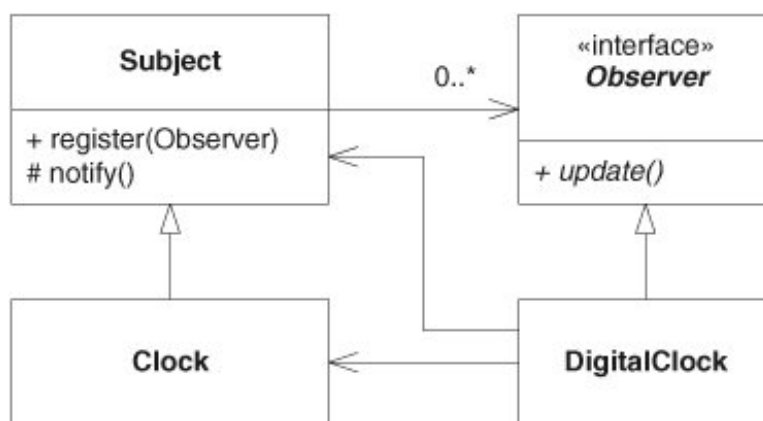 Subject
+ register(Observer)
# notify()
0..*
«interface»
Observer
+ update()
Clock
DigitalClock